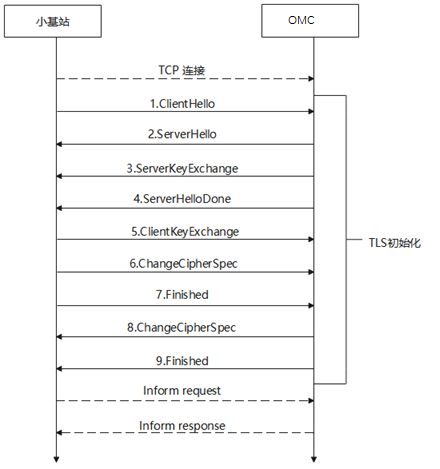 小基站
OMC
TCP 连接
1.ClientHello
2.ServerHello
3.ServerKeyExchange
4.ServerHelloDone
5.ClientKeyExchange
TLS初始化
6.ChangeCipherSpec
7.Finished
8.ChangeCipherSpec
9.Finished
Inform request
Inform response